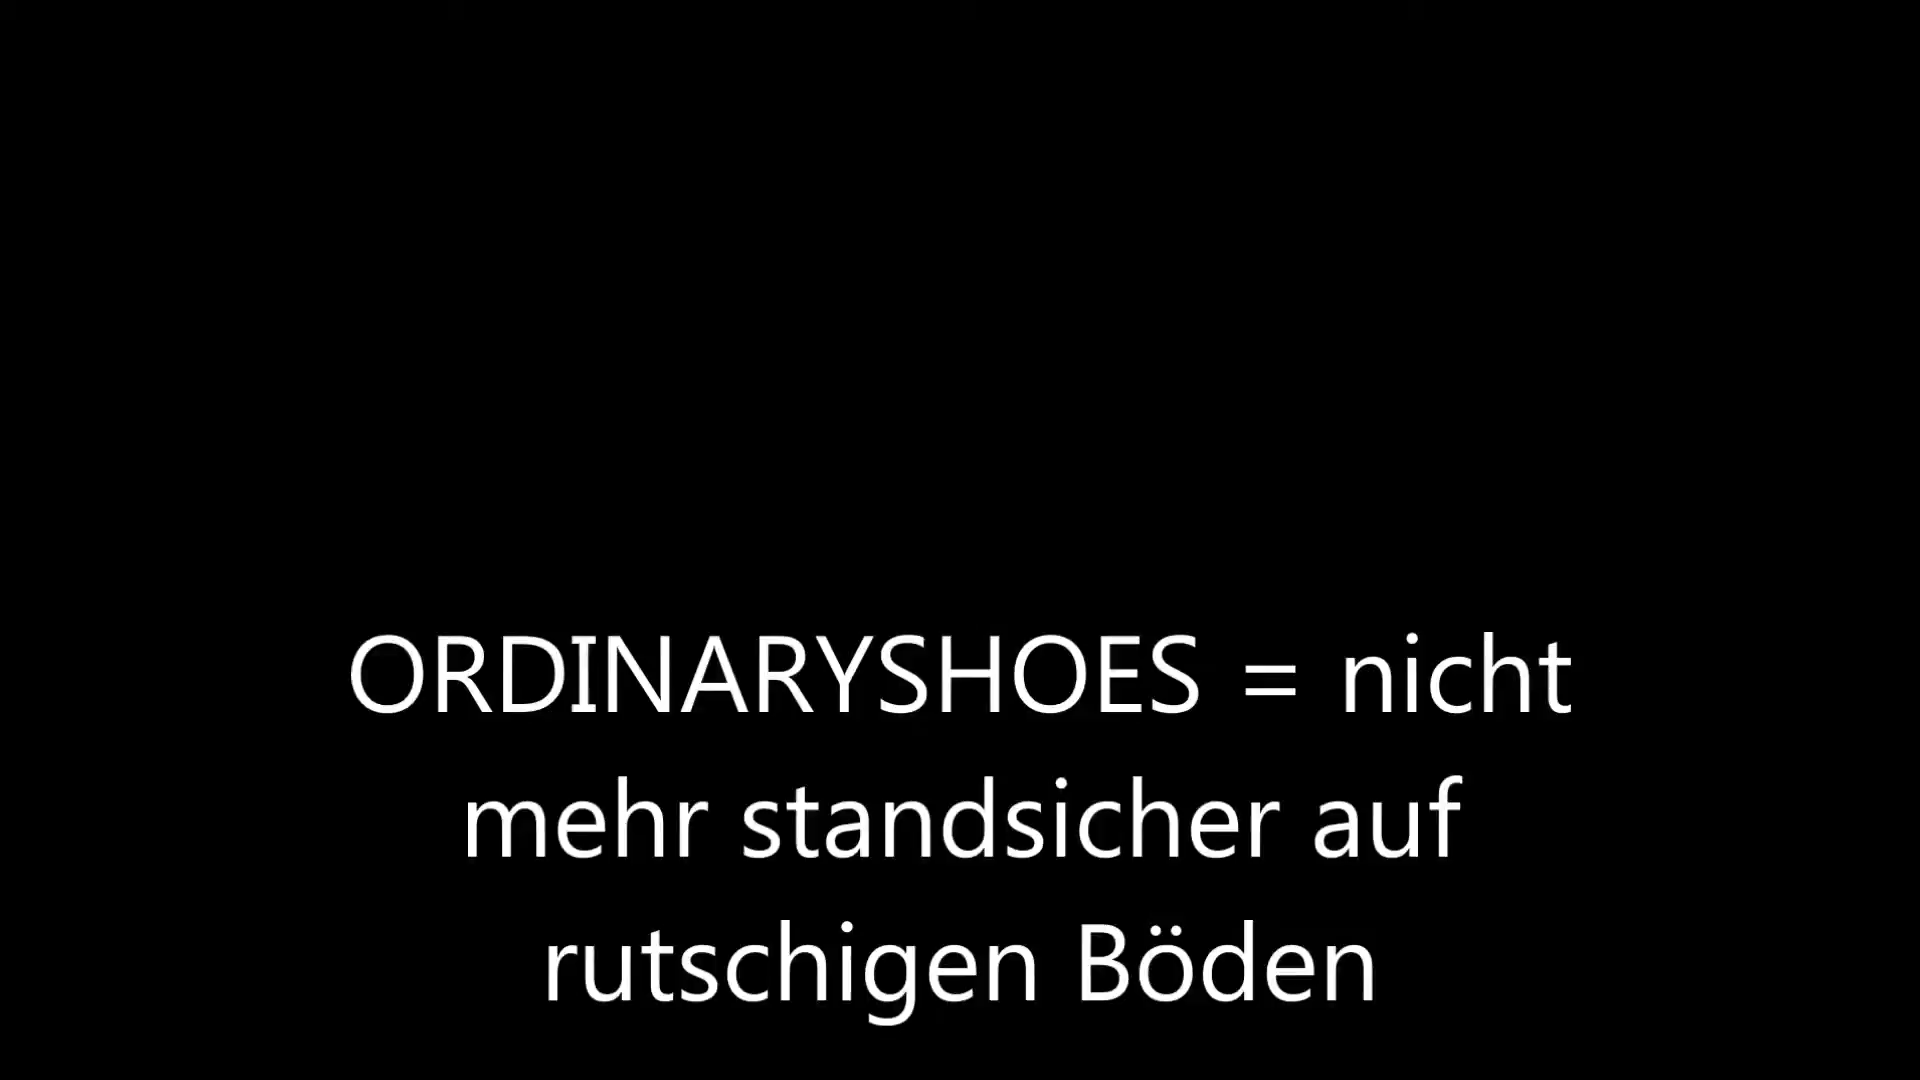 ORDINARYSHOES = nicht
mehr standsicher auf
rutschigen Böden